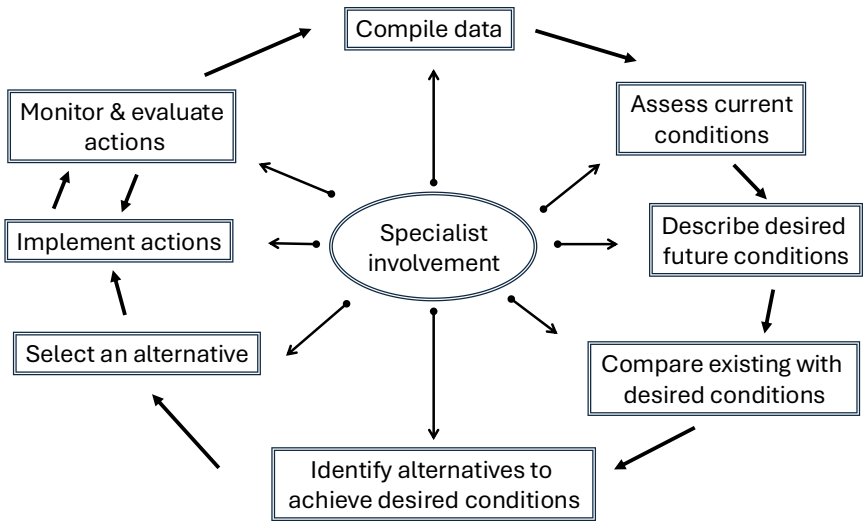 Compile data
Assess current
conditions
Describe desired
future conditions
Compare existing with
desired conditions
Identify alternatives to
achieve desired conditions
Select an alternative
Implement actions
Monitor & evaluate
actions
Specialist
involvement